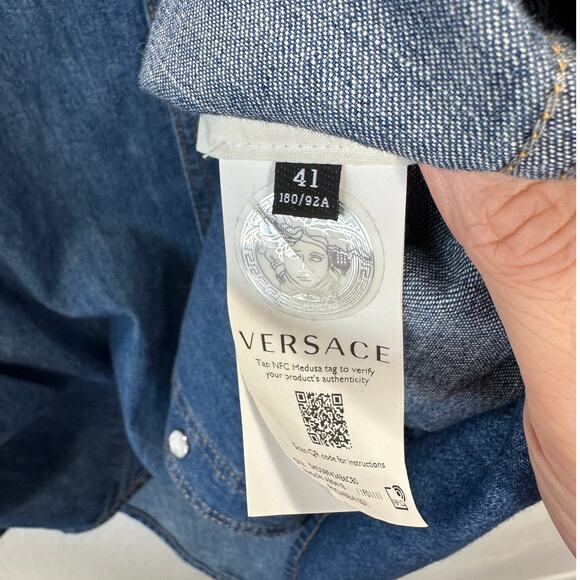 41
180/92A
VERSACE
Tap NFC Medusa tag to verify
your product's authenticity
Scan QR code for instructions